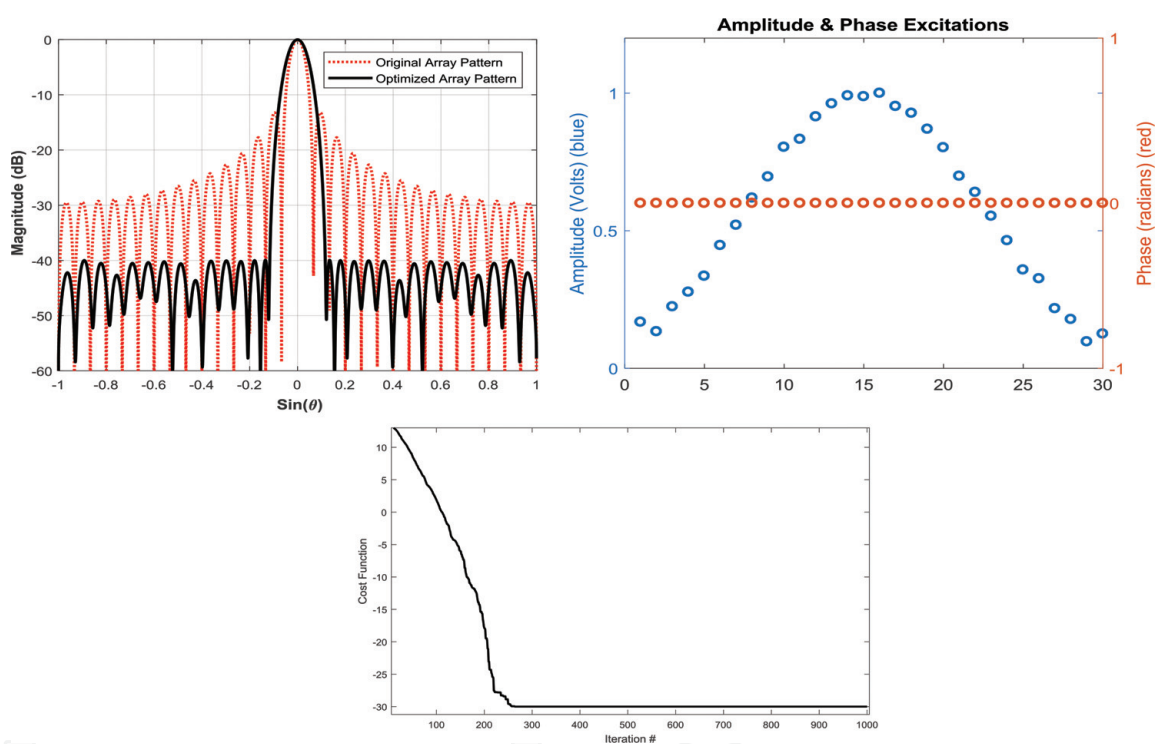 0
-10
-20
-30
-40
-50
-60
Magnitude (dB)
-1 -0.8 -0.6 -0.4 -0.2 0 0.2 0.4 0.6 0.8 1
Sin(θ)
Original Array Pattern
Optimized Array Pattern
Amplitude & Phase Excitations
1
0.5
0
Amplitude (Volts) (blue)
0 5 10 15 20 25 30
1
0
-1
Phase (radians) (red)
10
5
0
-5
-10
-15
-20
-25
-30
Cost Function
100 200 300 400 500 600 700 800 900 1000
Iteration #